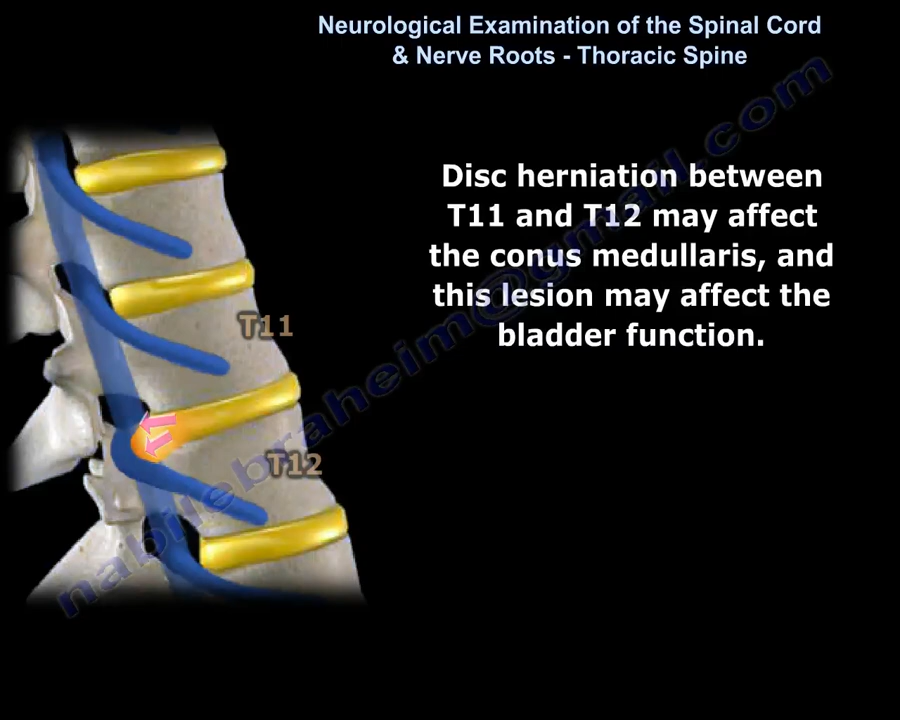 Neurological Examination of the Spinal Cord
& Nerve Roots - Thoracic Spine
Disc herniation between
T11 and T12 may affect
the conus medullaris, and
this lesion may affect the
bladder function.
T11
T12
nabilebraheim@gmail.com